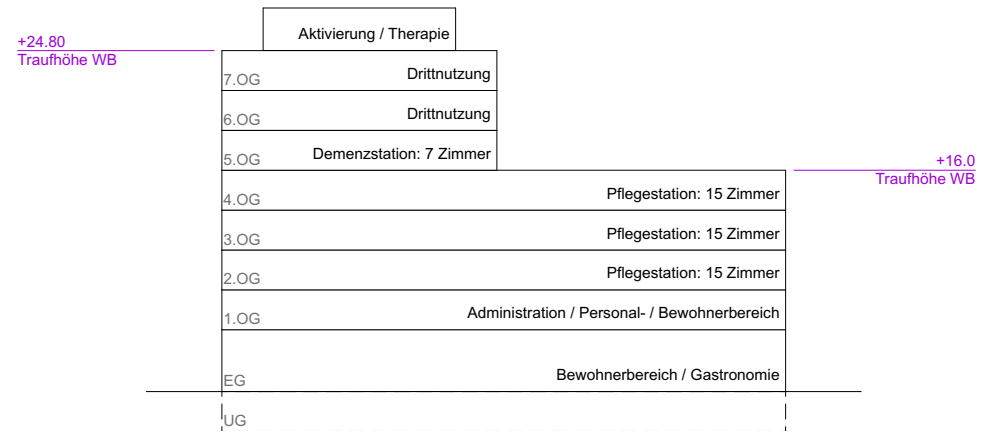 Aktivierung / Therapie
+24.80
Traufhöhe WB
7.OG Drittnutzung
6.OG Drittnutzung
5.OG Demenzstation: 7 Zimmer
+16.0
Traufhöhe WB
4.OG Pflegestation: 15 Zimmer
3.OG Pflegestation: 15 Zimmer
2.OG Pflegestation: 15 Zimmer
1.OG Administration / Personal- / Bewohnerbereich
EG Bewohnerbereich / Gastronomie
UG